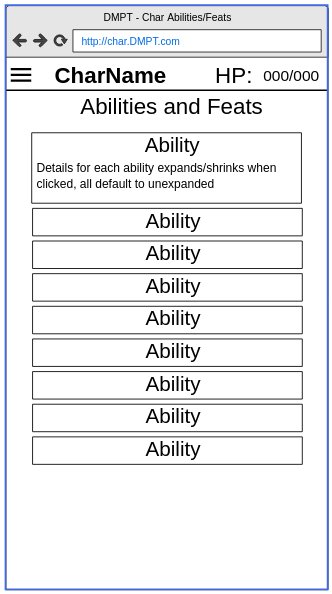 DMPT - Char Abilities/Feats
http://char.DMPT.com
CharName HP: 000/000
Abilities and Feats
Ability
Details for each ability expands/shrinks when
clicked, all default to unexpanded
Ability
Ability
Ability
Ability
Ability
Ability
Ability
Ability